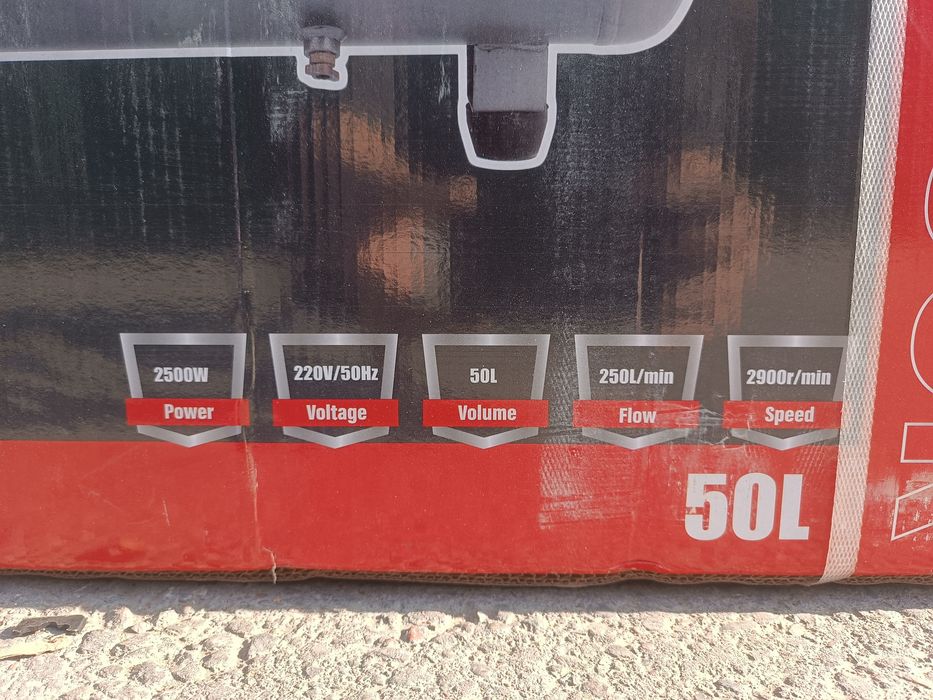 2500W
Power
220V/50Hz
Voltage
50L
Volume
250L/min
Flow
2900r/min
Speed
50L